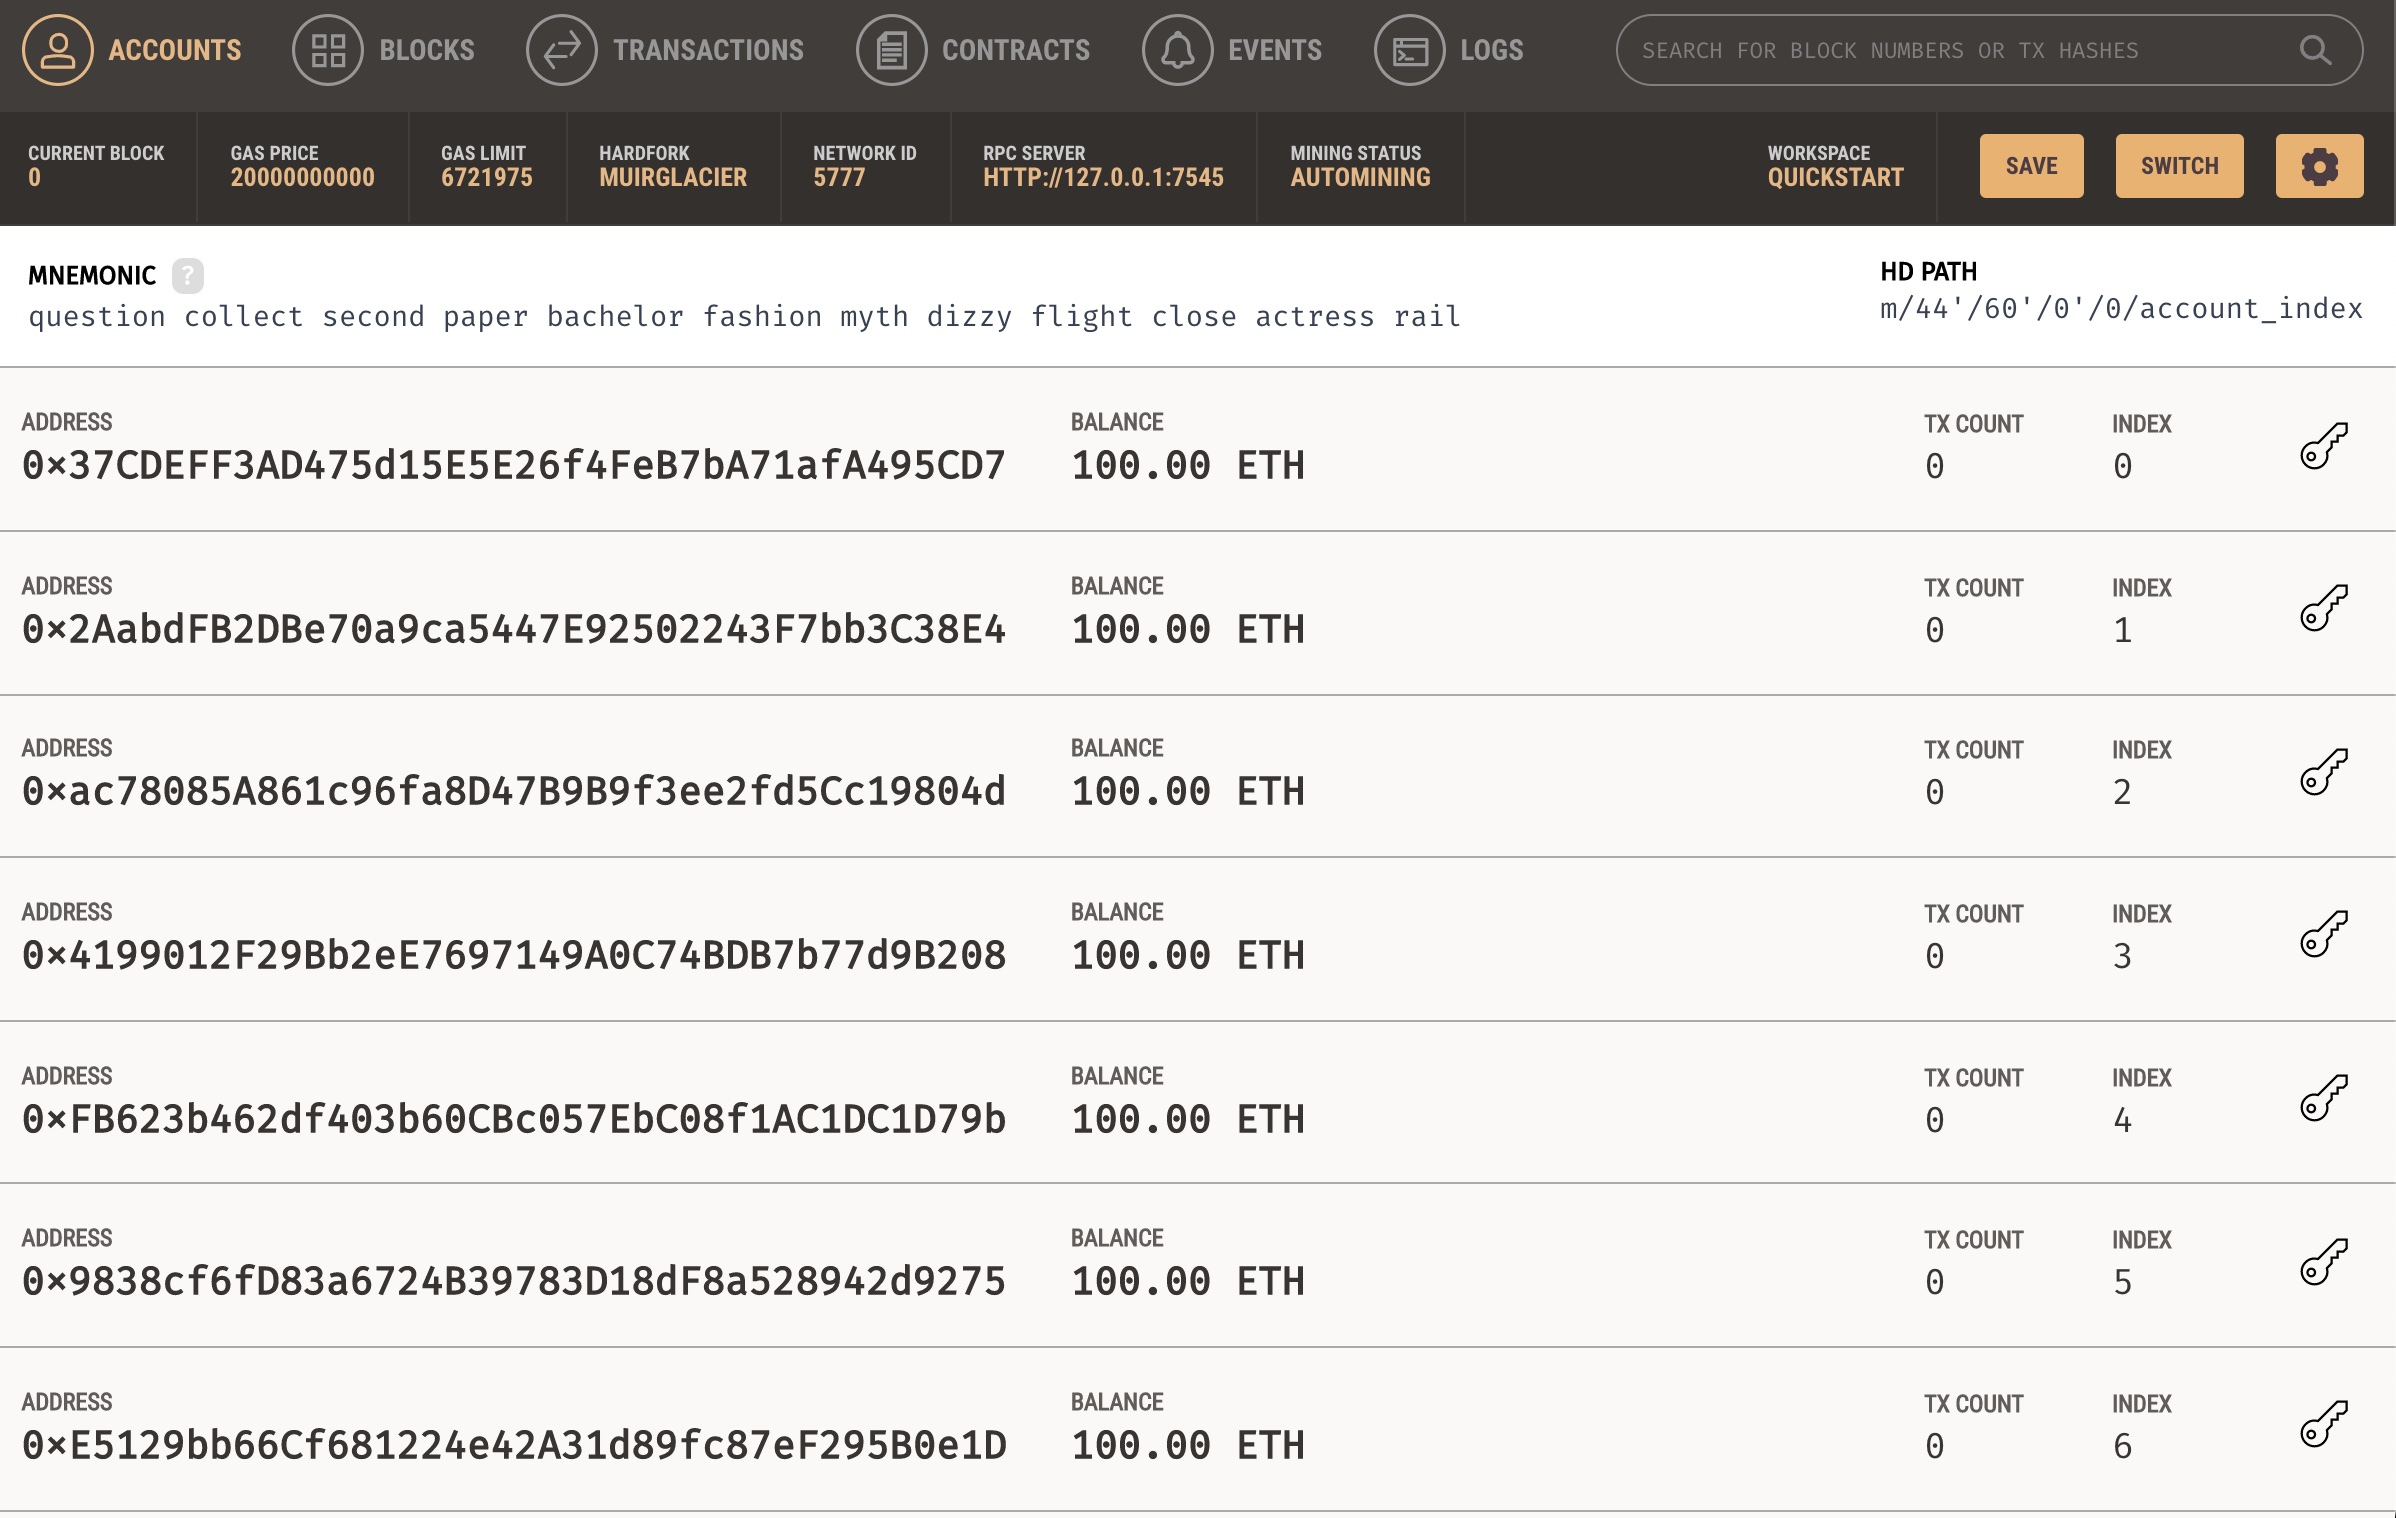 ACCOUNTS BLOCKS TRANSACTIONS CONTRACTS EVENTS LOGS SEARCH FOR BLOCK NUMBERS OR TX HASHES
CURRENT BLOCK GAS PRICE GAS LIMIT HARDFORK NETWORK ID RPC SERVER MINING STATUS WORKSPACE
0 20000000000 6721975 MUIRGLACIER 5777 HTTP://127.0.0.1:7545 AUTOMINING QUICKSTART SAVE SWITCH
MNEMONIC ? HD PATH
question collect second paper bachelor fashion myth dizzy flight close actress rail m/44'/60'/0'/0/account_index
ADDRESS BALANCE TX COUNT INDEX
0×37CDEFF3AD475d15E5E26f4FeB7bA71afA495CD7 100.00 ETH 0 0
ADDRESS BALANCE TX COUNT INDEX
0×2AabdFB2DBe70a9ca5447E92502243F7bb3C38E4 100.00 ETH 0 1
ADDRESS BALANCE TX COUNT INDEX
0×ac78085A861c96fa8D47B9B9f3ee2fd5Cc19804d 100.00 ETH 0 2
ADDRESS BALANCE TX COUNT INDEX
0×4199012F29Bb2eE7697149A0C74BDB7b77d9B208 100.00 ETH 0 3
ADDRESS BALANCE TX COUNT INDEX
0×FB623b462df403b60CBc057EbC08f1AC1DC1D79b 100.00 ETH 0 4
ADDRESS BALANCE TX COUNT INDEX
0×9838cf6fD83a6724B39783D18dF8a528942d9275 100.00 ETH 0 5
ADDRESS BALANCE TX COUNT INDEX
0×E5129bb66Cf681224e42A31d89fc87eF295B0e1D 100.00 ETH 0 6